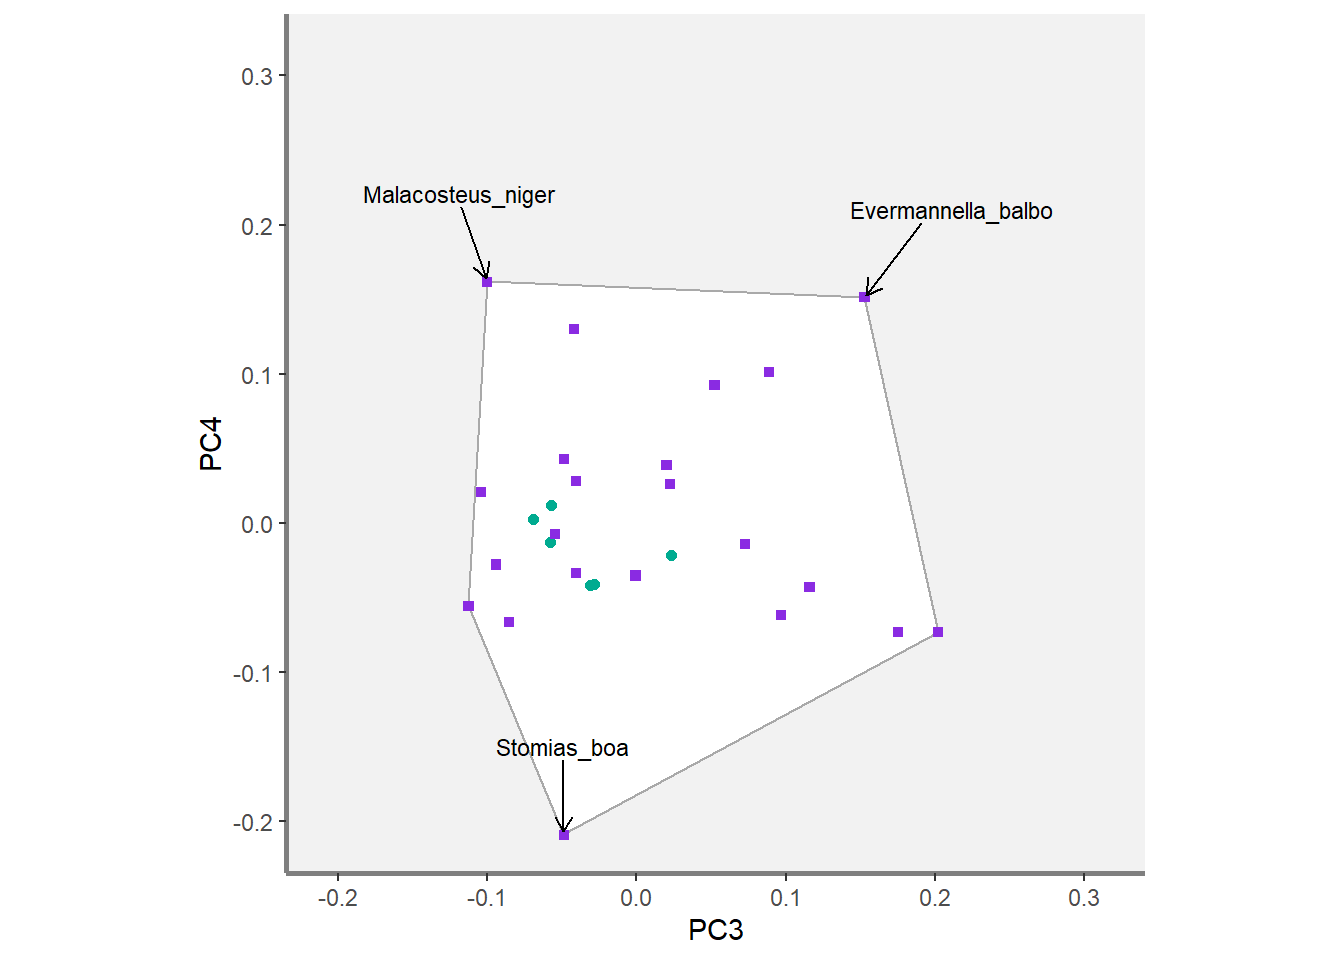 0.3
Malacosteus_niger
Evermannella_balbo
0.2
0.1
PC4
0.0
-0.1
Stomias_boa
-0.2
-0.2 -0.1 0.0 0.1 0.2 0.3
PC3